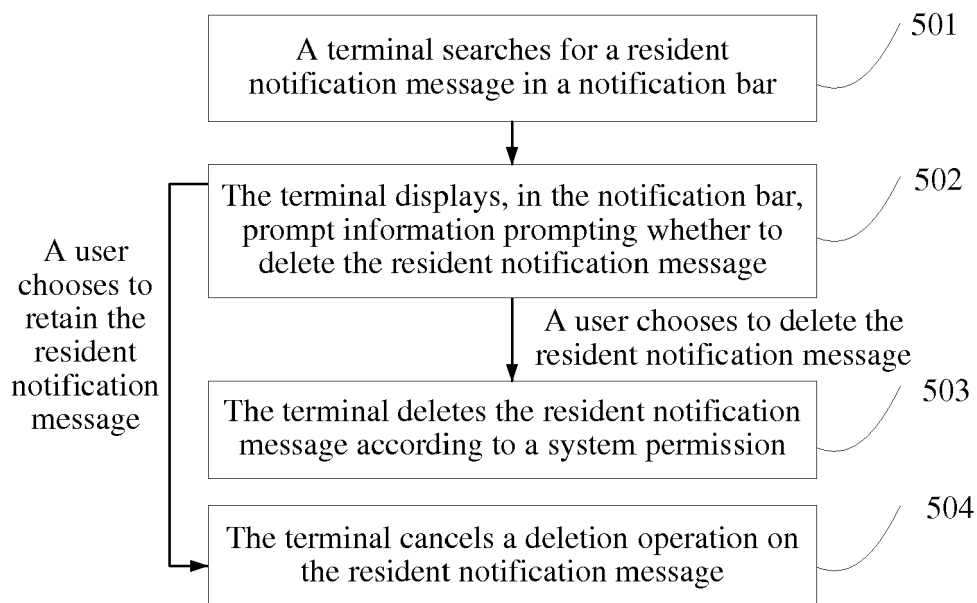 A terminal searches for a resident
notification message in a notification bar
501
The terminal displays, in the notification bar,
prompt information prompting whether to
delete the resident notification message
502
A user
chooses to
retain the
resident
notification
message
A user chooses to delete the
resident notification message
The terminal deletes the resident notification
message according to a system permission
503
The terminal cancels a deletion operation on
the resident notification message
504